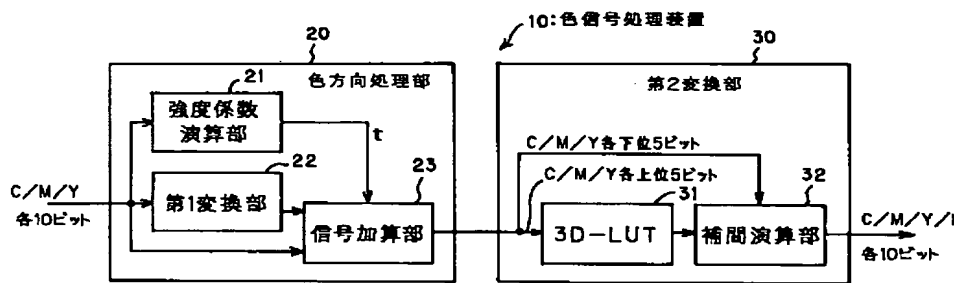 10:色信号処理装置
20
30
色方向処理部
第2変換部
21
強度係数
演算部
t
C/M/Y各下位5ビット
22
23
C/M/Y各上位5ビット
31
32
C/M/Y
各10ビット
第1変換部
信号加算部
3D-LUT
補間演算部
C/M/Y/
各10ビット